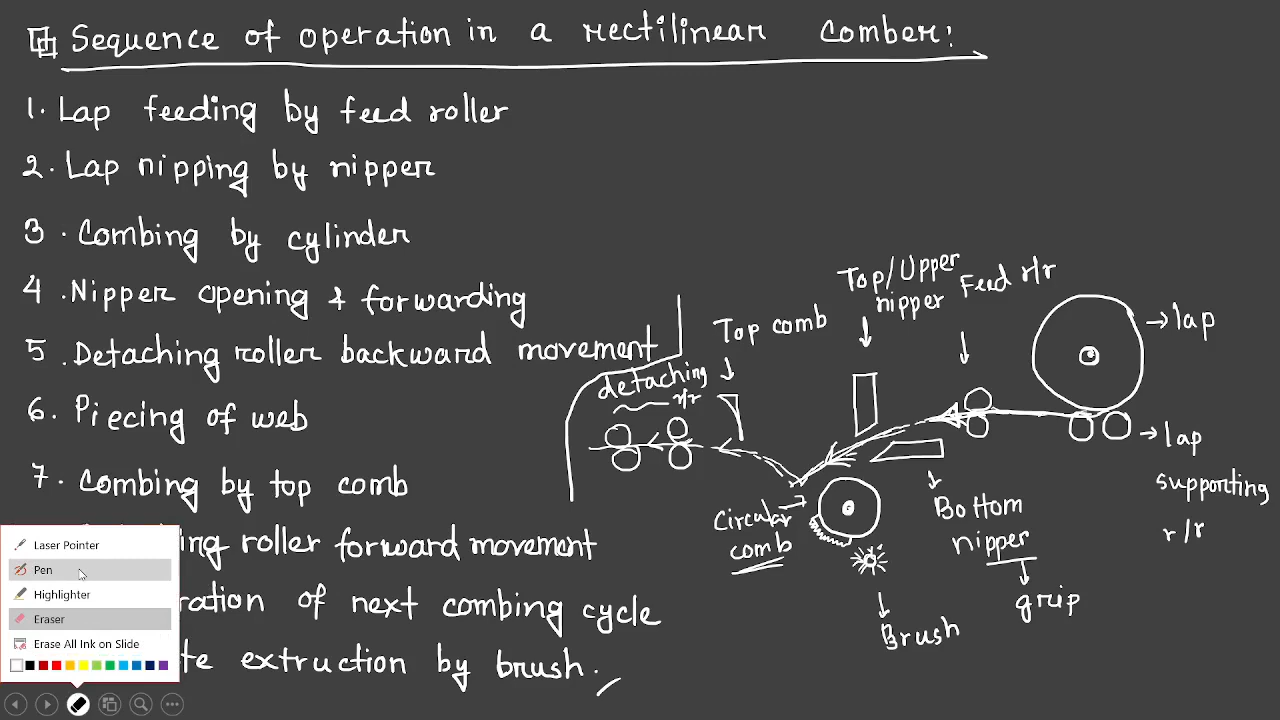 Sequence of operation in a rectilinear comber:
1. Lap feeding by feed roller
2. Lap nipping by nipper
3. Combing by cylinder
4. Nipper opening & forwarding
5. Detaching roller backward movement
6. Piecing of web
7. Combing by top comb
roller forward movement
of next combing cycle
extruction by brush.
Top comb
Top/Upper
nipper
Feed r/r
→ lap
detaching
r/r
→ lap
supporting
r/r
Circular
comb
Bottom
nipper
grip
Brush
Laser Pointer
Pen
Highlighter
Eraser
Erase All Ink on Slide